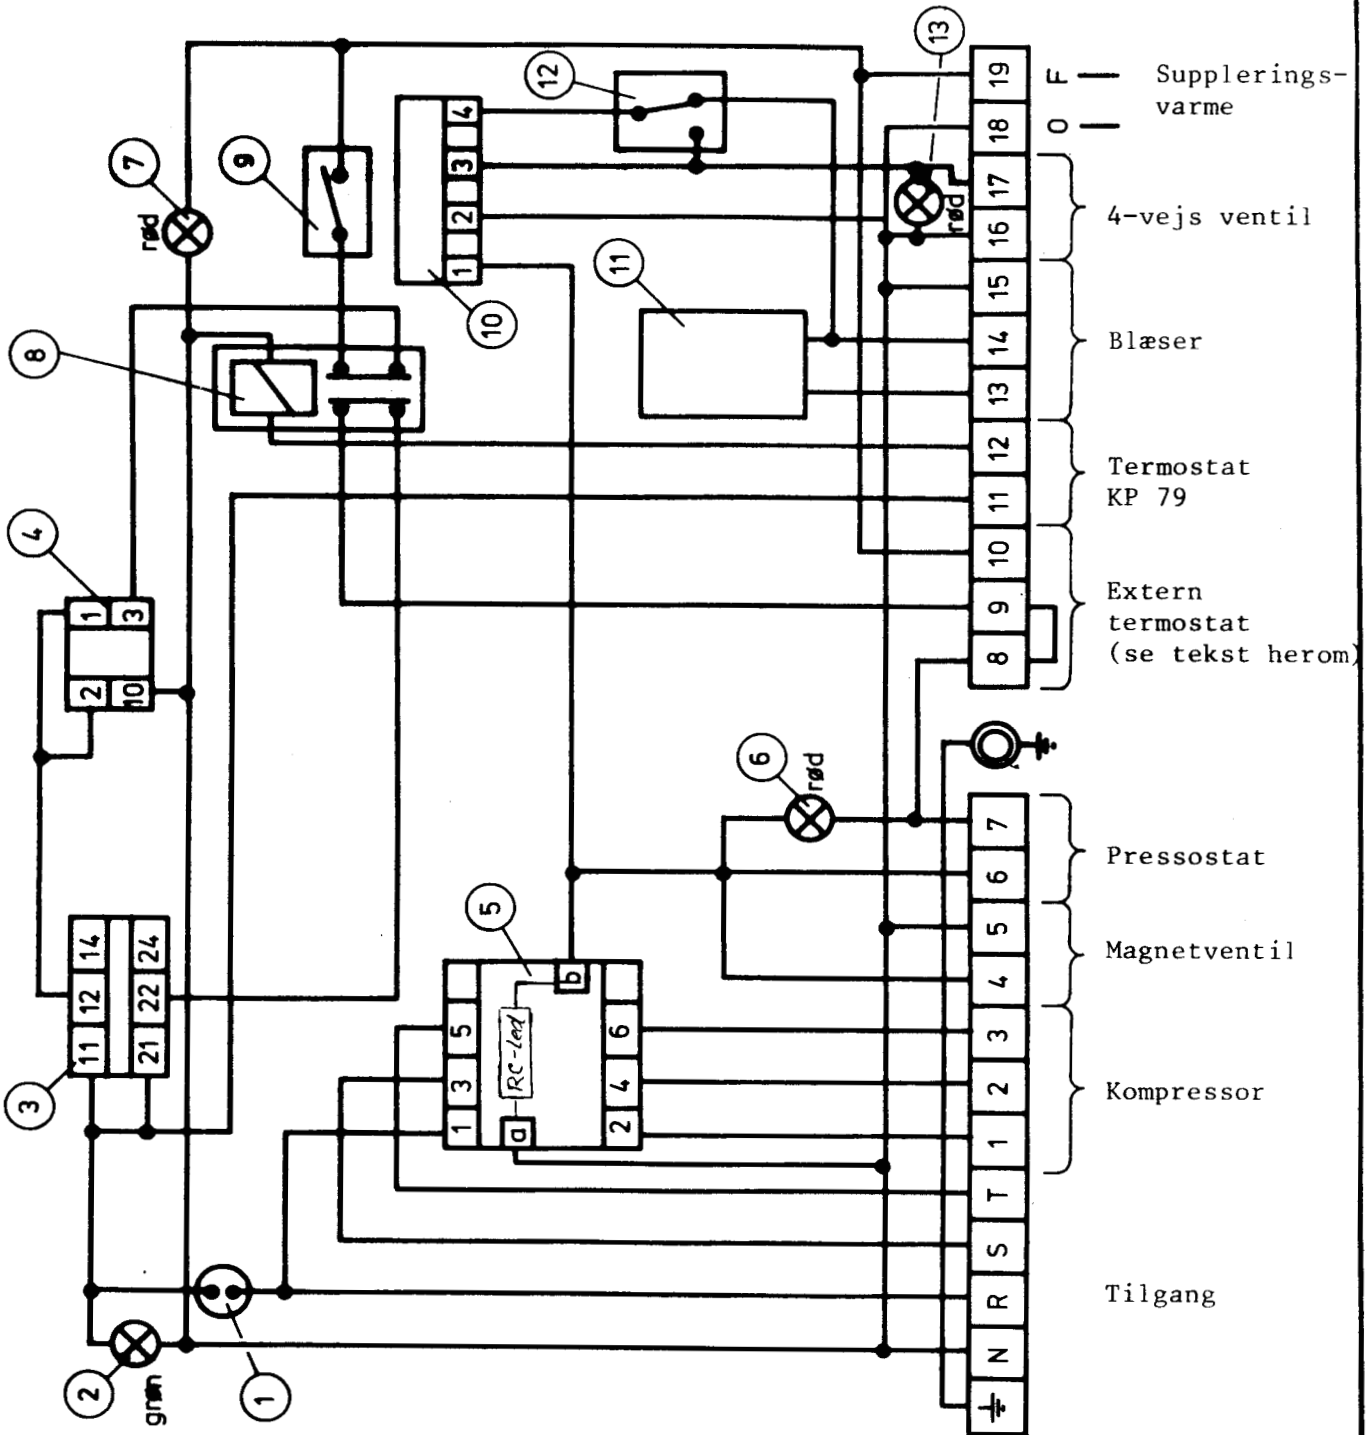 13
12
19
F
Supplerings-
varme
4
18
O
7
9
3
17
rød
2
rød
16
4-vejs ventil
1
15
11
10
14
Blæser
8
13
12
Termostat
KP 79
11
4
10
1
3
9
Extern
termostat
(se tekst herom)
8
2
10
6
rød
7
Pressostat
6
5
14
24
5
Magnetventil
b
4
12
22
5
6
3
RC-Led
11
21
3
4
2
Kompressor
3
1
a
2
1
T
S
1
R
Tilgang
2
grøn
N